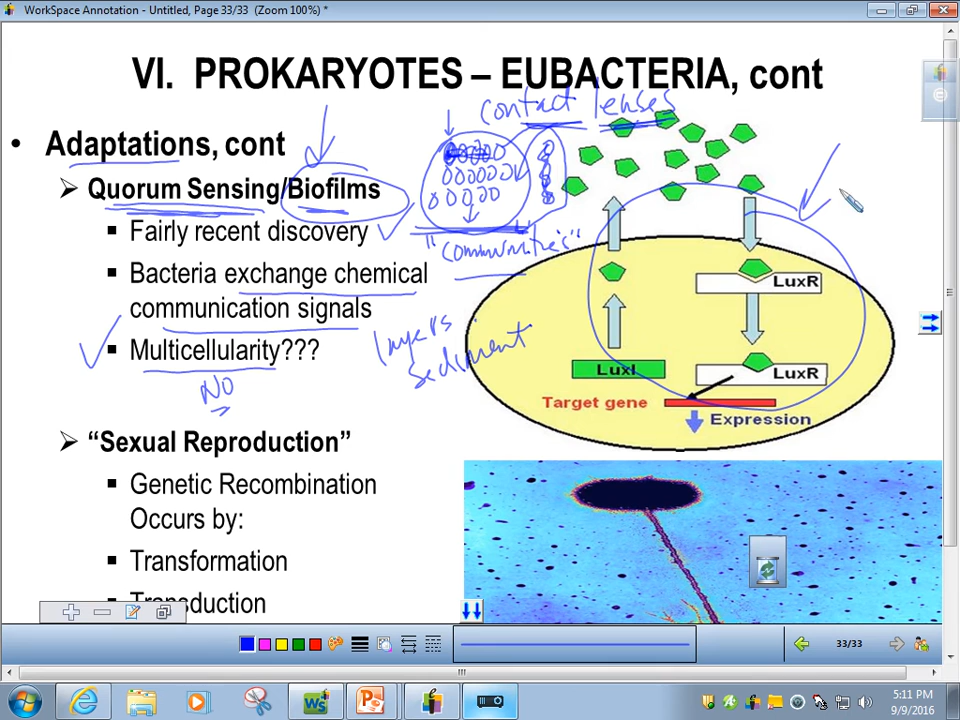 WorkSpace Annotation - Untitled, Page 33/33 (Zoom 100%) *
VI. PROKARYOTES – EUBACTERIA, cont
contact lenses
• Adaptations, cont
➢ Quorum Sensing/Biofilms
▪ Fairly recent discovery
"communities"
▪ Bacteria exchange chemical
communication signals
▪ Multicellularity???
NO
layers
sediment
LuxR
LuxI
LuxR
Target gene
Expression
➢ “Sexual Reproduction”
▪ Genetic Recombination
Occurs by:
▪ Transformation
▪ Transduction
33/33
5:11 PM
9/9/2016